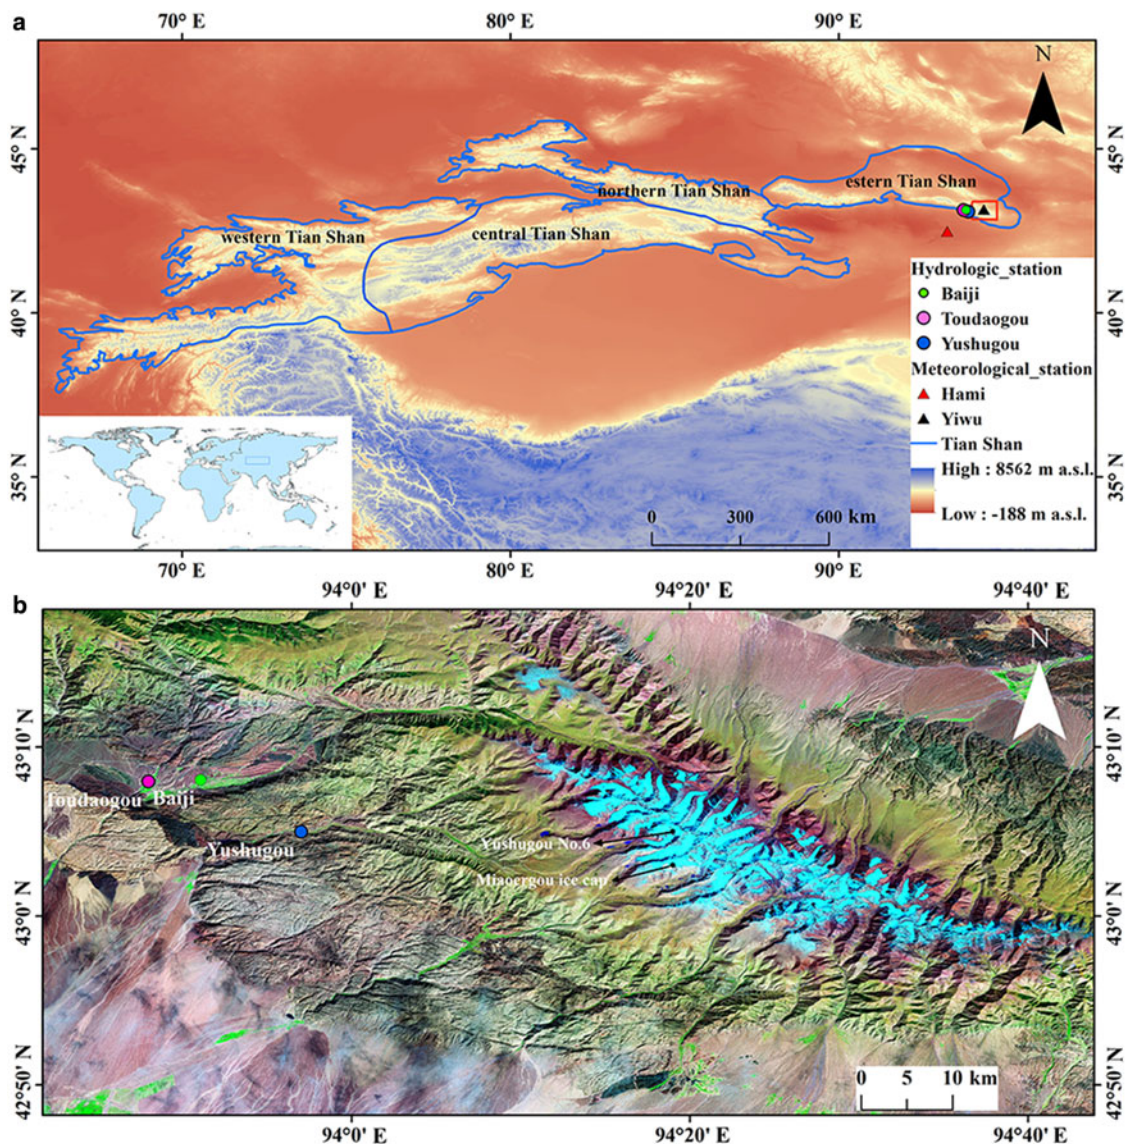 a
70° E
80° E
90° E
N
45° N
45° N
estern Tian Shan
northern Tian Shan
western Tian Shan
central Tian Shan
Hydrologic_station
Baiji
40° N
40° N
Toudaogou
Yushugou
Meteorological_station
Hami
Yiwu
Tian Shan
High : 8562 m a.s.l.
35° N
35° N
Low : -188 m a.s.l.
0 300 600 km
70° E
80° E
90° E
b
94°0' E
94°20' E
94°40' E
N
43°10' N
43°10' N
Toudaogou Baiji
Yushugou
Yushugou No.6
Miaoergou ice cap
43°0' N
43°0' N
0 5 10 km
42°50' N
42°50' N
94°0' E
94°20' E
94°40' E